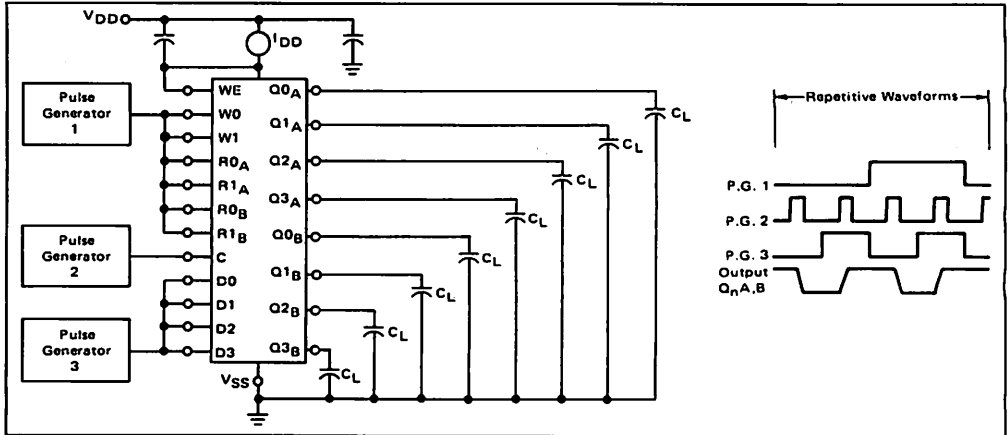 VDD
IDD
Pulse
Generator
1
Pulse
Generator
2
Pulse
Generator
3
WE
W0
W1
R0A
R1A
R0B
R1B
C
D0
D1
D2
D3
Q0A
Q1A
Q2A
Q3A
Q0B
Q1B
Q2B
Q3B
VSS
CL
CL
CL
CL
CL
CL
CL
CL
Repetitive Waveforms
P.G. 1
P.G. 2
P.G. 3
Output
QnA,B